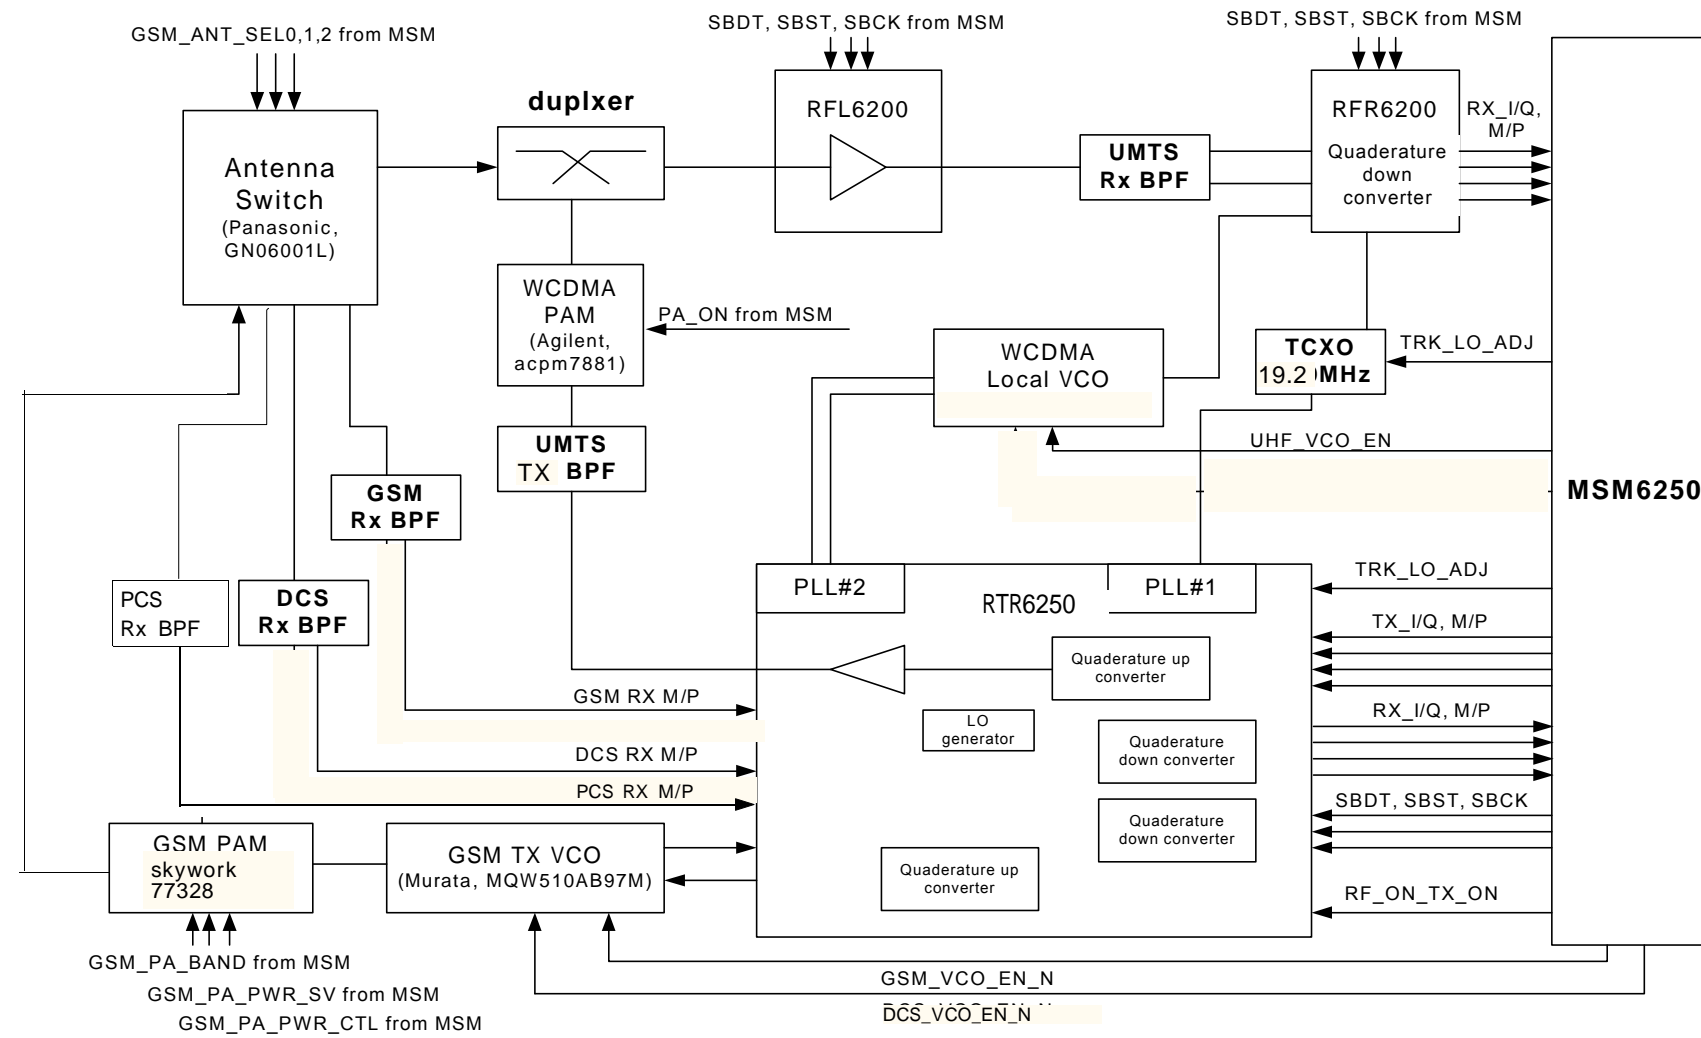 GSM_ANT_SEL0,1,2 from MSM
SBDT, SBST, SBCK from MSM
SBDT, SBST, SBCK from MSM
Antenna
Switch
(Panasonic,
GN06001L)
duplxer
RFL6200
UMTS
Rx BPF
RFR6200
Quaderature
down
converter
RX_I/Q,
M/P
WCDMA
PAM
(Agilent,
acpm7881)
PA_ON from MSM
WCDMA
Local VCO
TCXO
19.2 MHz
TRK_LO_ADJ
UHF_VCO_EN
MSM6250
UMTS
TX BPF
GSM
Rx BPF
PCS
Rx BPF
DCS
Rx BPF
PLL#2
RTR6250
PLL#1
TRK_LO_ADJ
TX_I/Q, M/P
Quaderature up
converter
GSM RX M/P
LO
generator
RX_I/Q, M/P
Quaderature
down converter
DCS RX M/P
PCS RX M/P
SBDT, SBST, SBCK
Quaderature
down converter
GSM PAM
skywork
77328
GSM TX VCO
(Murata, MQW510AB97M)
Quaderature up
converter
RF_ON_TX_ON
GSM_PA_BAND from MSM
GSM_PA_PWR_SV from MSM
GSM_PA_PWR_CTL from MSM
GSM_VCO_EN_N
DCS_VCO_EN_N